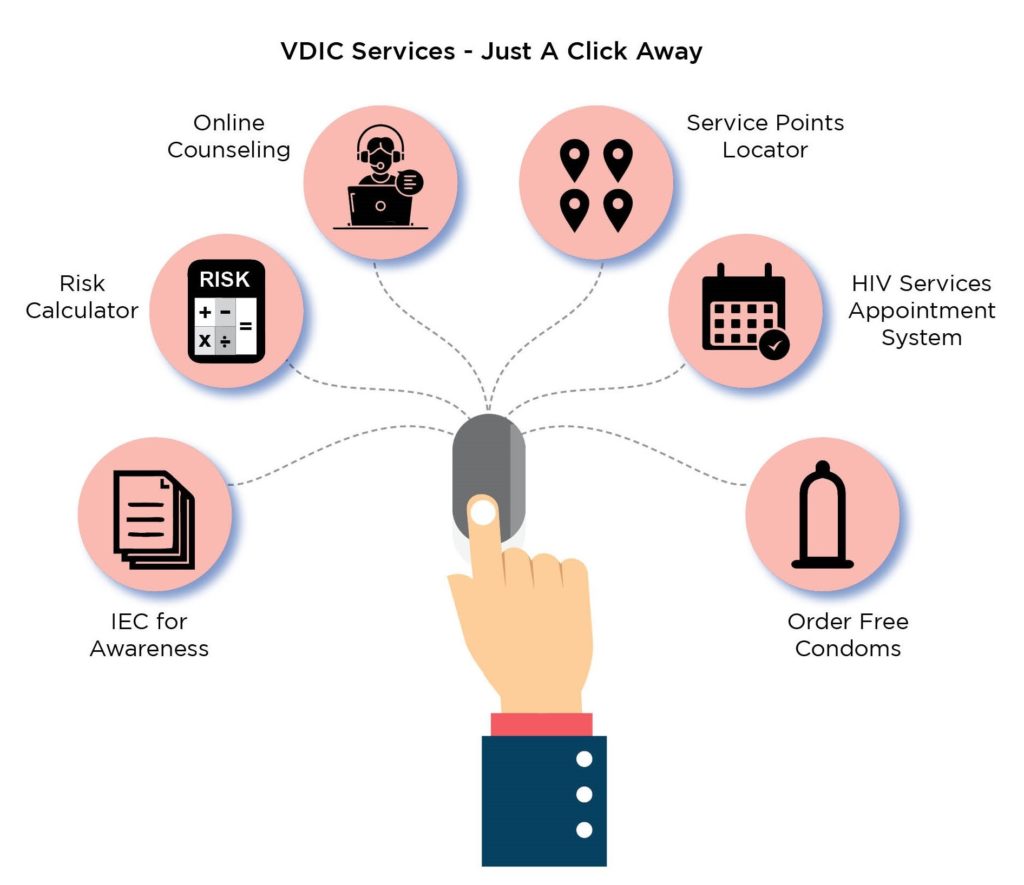 VDIC Services - Just A Click Away
Online
Counseling
Service Points
Locator
Risk
Calculator
RISK
+ -
x ÷ =
HIV Services
Appointment
System
IEC for
Awareness
Order Free
Condoms